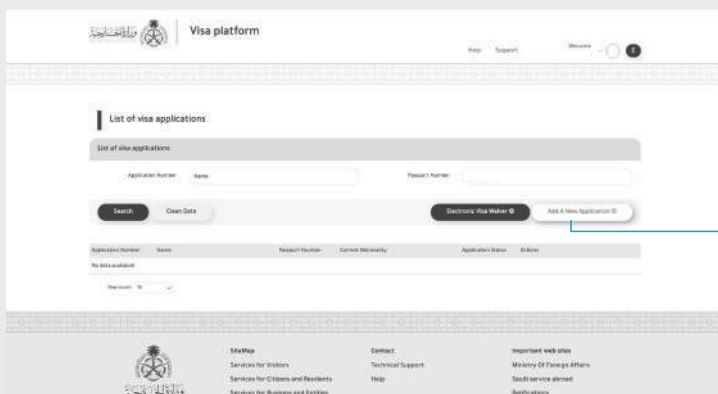 وزارة الخارجية
Visa platform
Help Support Welcome
List of visa applications
List of visa applications
Application Number Name Passport Number
Search Clean Data Electronic Visa Waiver Add A New Application
Application Number Name Passport Number Current Nationality Application Status Actions
No data available
View count 10
SiteMap Contact Important web sites
Services for Visitors Technical Support Ministry Of Foreign Affairs
Services for Citizens and Residents Help Saudi service abroad
Services for Business and Entities Notifications